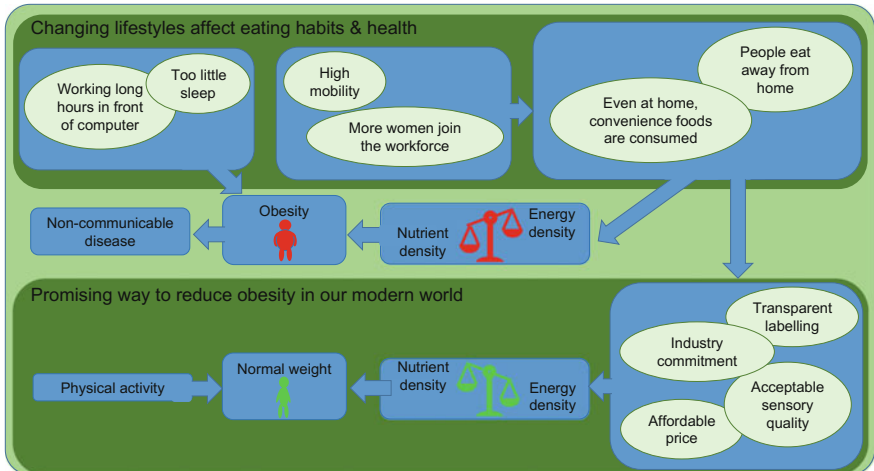 Changing lifestyles affect eating habits & health
Working long
hours in front
of computer
Too little
sleep
High
mobility
More women join
the workforce
People eat
away from
home
Even at home,
convenience foods
are consumed
Non-communicable
disease
Obesity
Nutrient
density
Energy
density
Promising way to reduce obesity in our modern world
Physical activity
Normal weight
Nutrient
density
Energy
density
Transparent
labelling
Industry
commitment
Acceptable
sensory
quality
Affordable
price